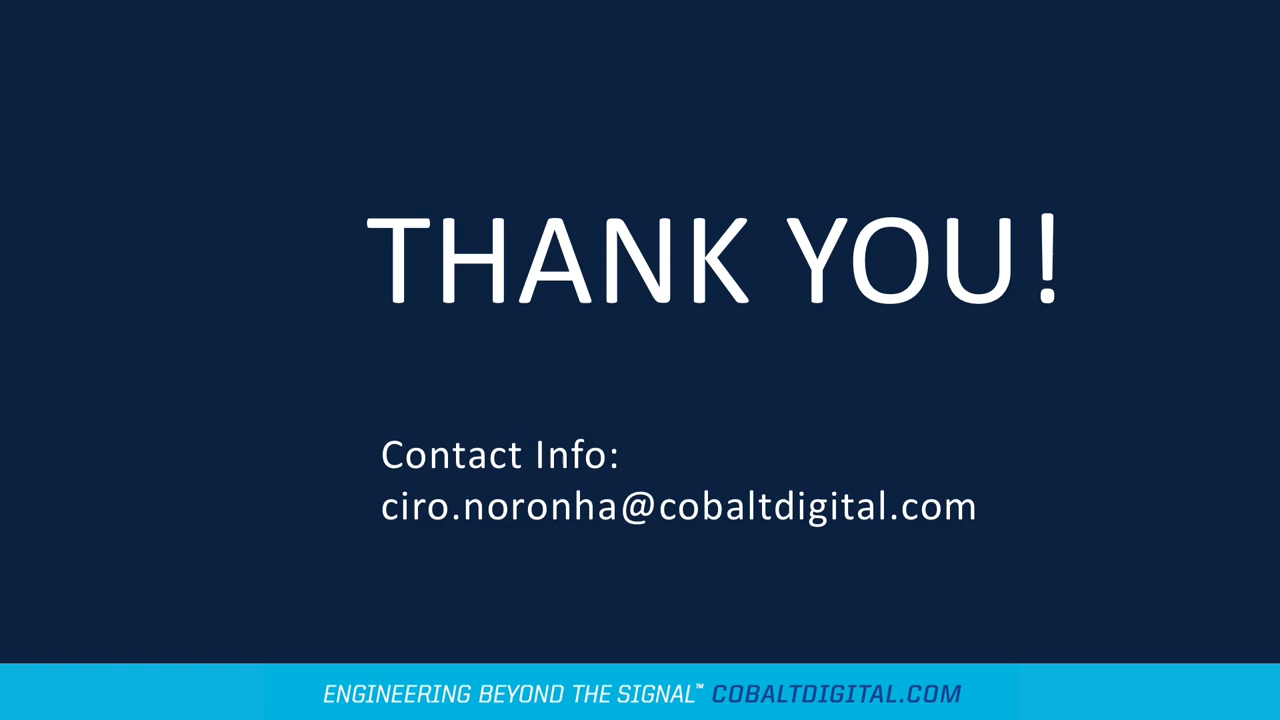 THANK YOU!
Contact Info:
ciro.noronha@cobaltdigital.com
ENGINEERING BEYOND THE SIGNAL™ COBALTDIGITAL.COM